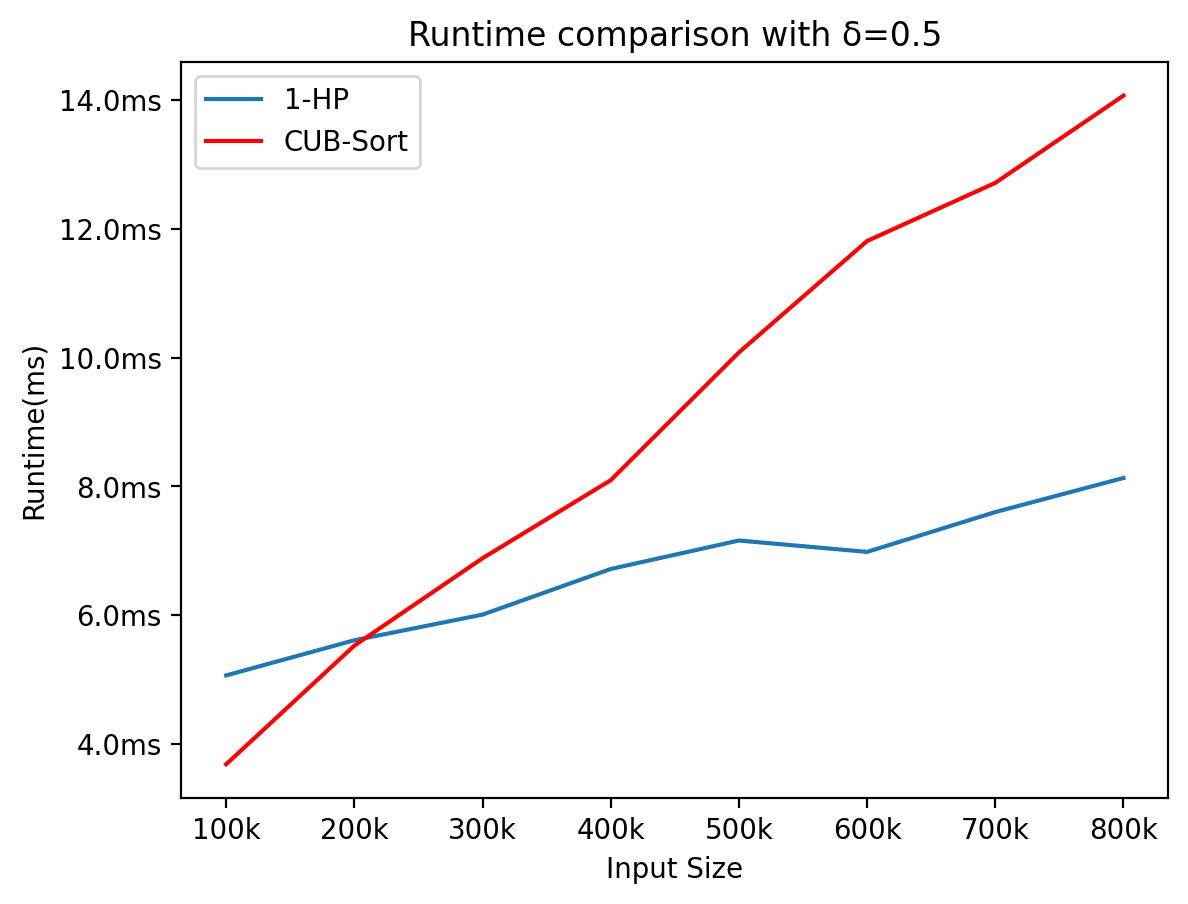 Runtime comparison with δ=0.5
1-HP
CUB-Sort
14.0ms
12.0ms
10.0ms
8.0ms
6.0ms
4.0ms
Runtime(ms)
100k 200k 300k 400k 500k 600k 700k 800k
Input Size